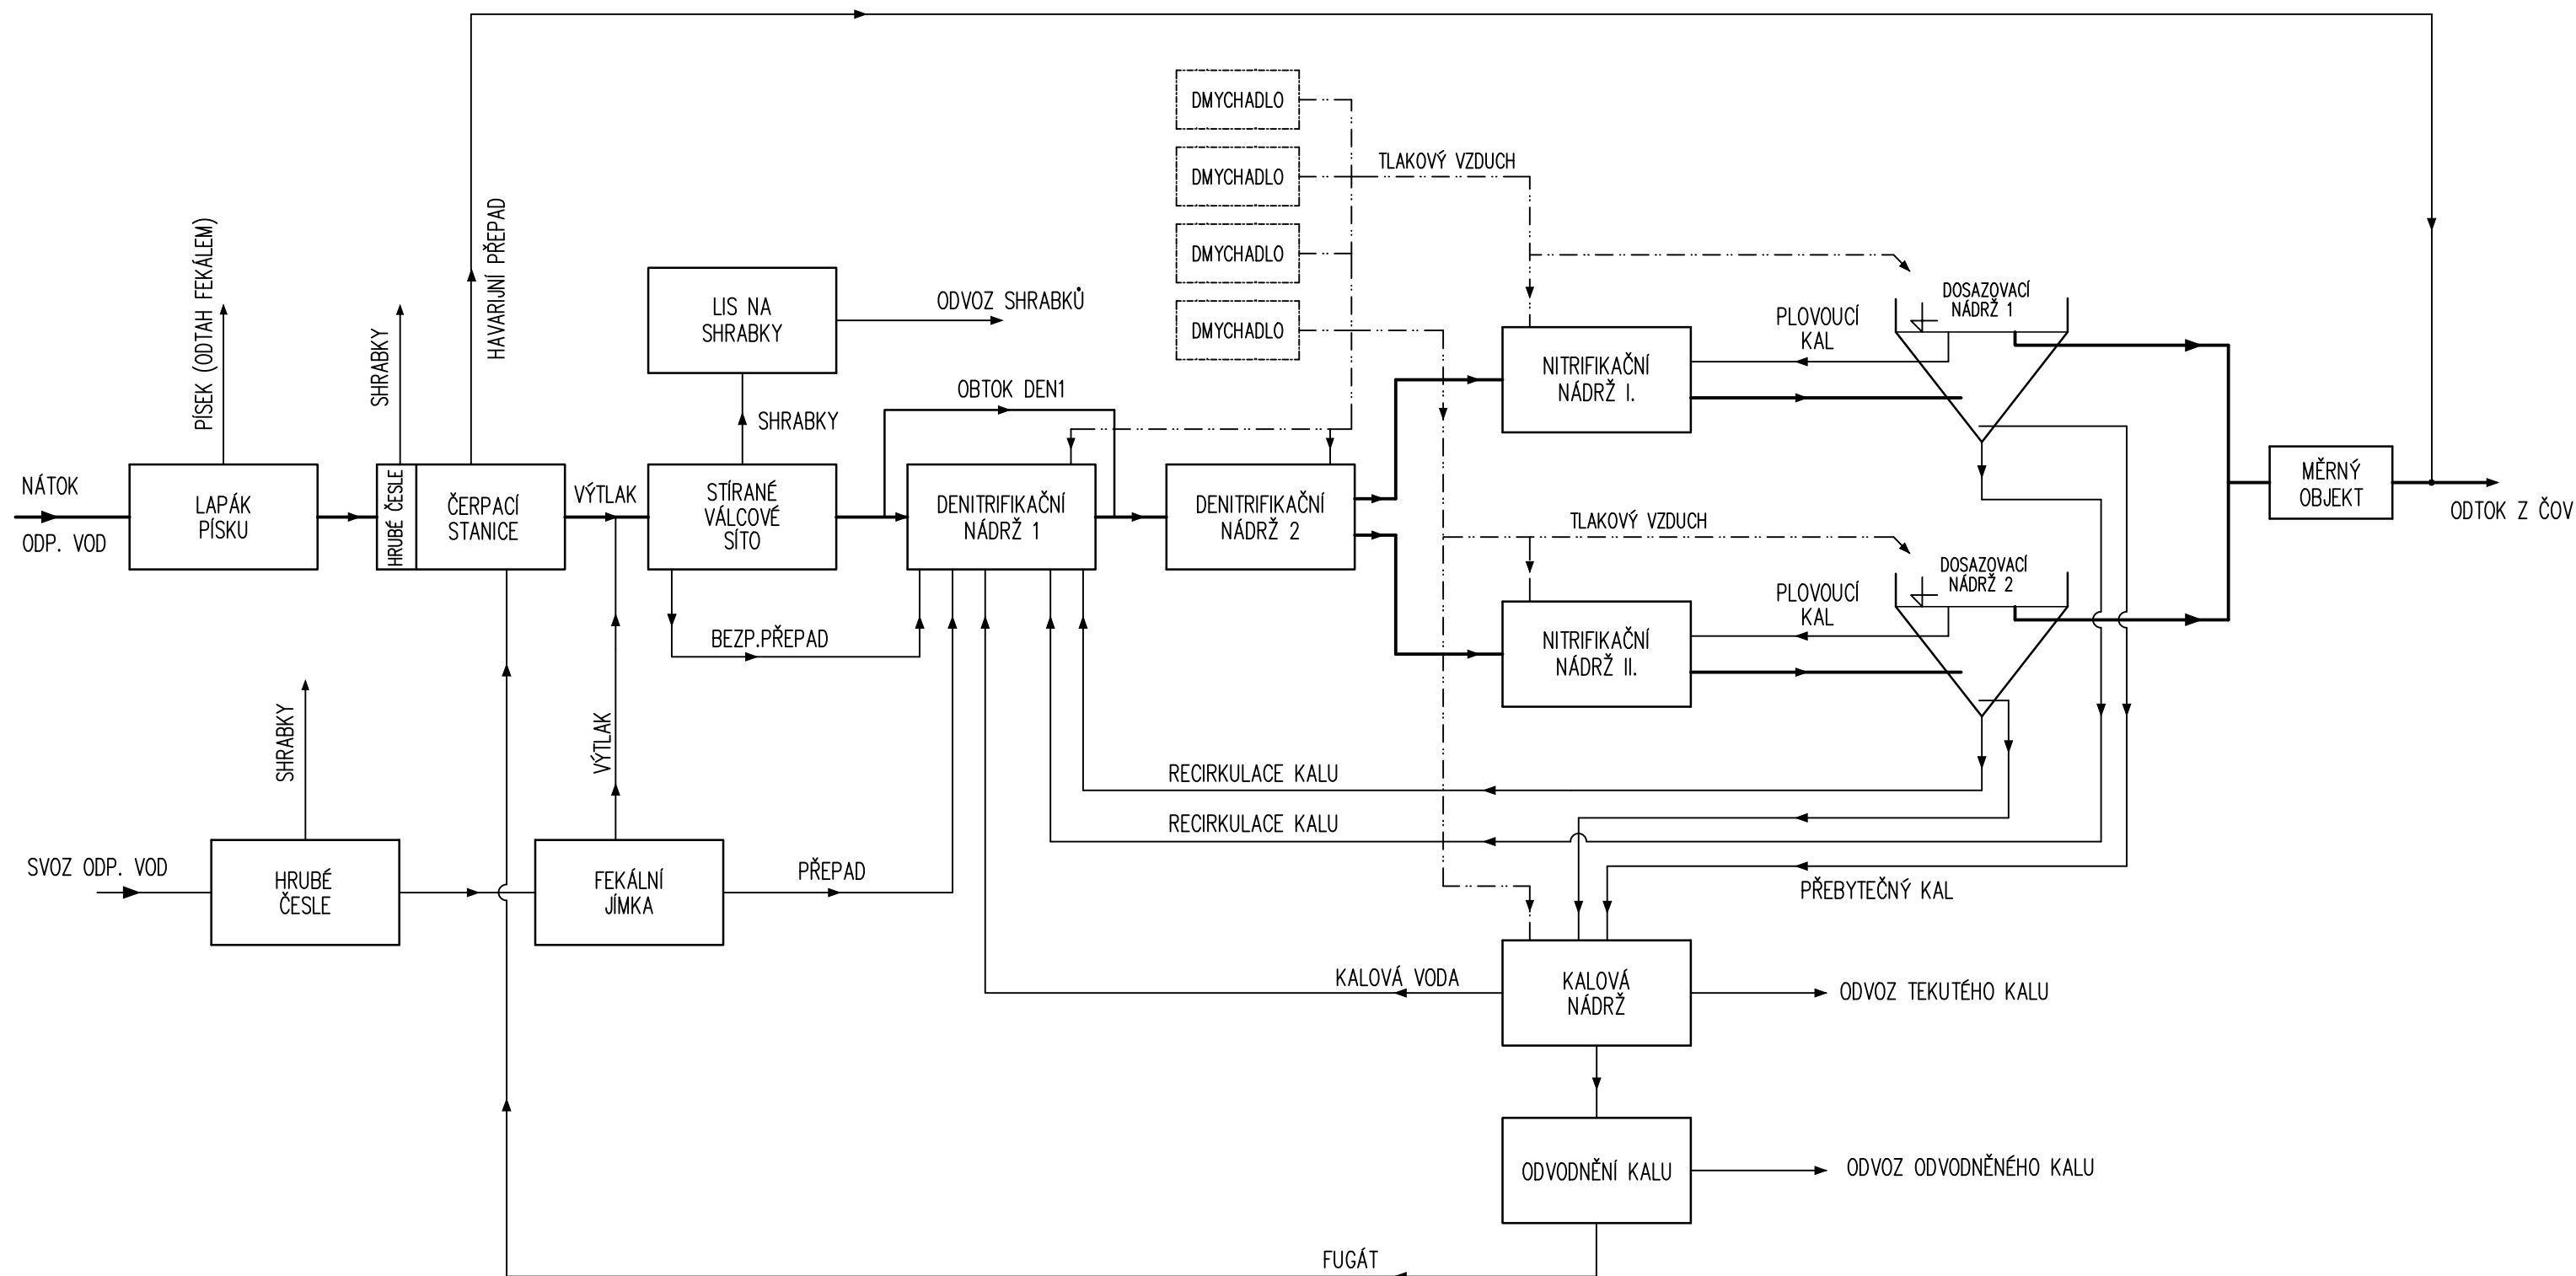 DMYCHADLO
DMYCHADLO
TLAKOVÝ VZDUCH
DMYCHADLO
DMYCHADLO
PÍSEK (ODTAH FEKÁLEM)
SHRABKY
HAVARIJNÍ PŘEPAD
LIS NA
SHRABKY
ODVOZ SHRABKŮ
SHRABKY
OBTOK DEN1
PLOVOUCÍ
KAL
DOSAZOVACÍ
NÁDRŽ 1
NITRIFIKAČNÍ
NÁDRŽ I.
NÁTOK
ODP. VOD
LAPÁK
PÍSKU
HRUBÉ ČESLE
ČERPACÍ
STANICE
VÝTLAK
STÍRANÉ
VÁLCOVÉ
SÍTO
DENITRIFIKAČNÍ
NÁDRŽ 1
DENITRIFIKAČNÍ
NÁDRŽ 2
MĚRNÝ
OBJEKT
ODTOK Z ČOV
TLAKOVÝ VZDUCH
BEZP.PŘEPAD
PLOVOUCÍ
KAL
DOSAZOVACÍ
NÁDRŽ 2
NITRIFIKAČNÍ
NÁDRŽ II.
SHRABKY
VÝTLAK
RECIRKULACE KALU
RECIRKULACE KALU
SVOZ ODP. VOD
HRUBÉ
ČESLE
FEKÁLNÍ
JÍMKA
PŘEPAD
PŘEBYTEČNÝ KAL
KALOVÁ VODA
KALOVÁ
NÁDRŽ
ODVOZ TEKUTÉHO KALU
ODVODNĚNÍ KALU
ODVOZ ODVODNĚNÉHO KALU
FUGÁT